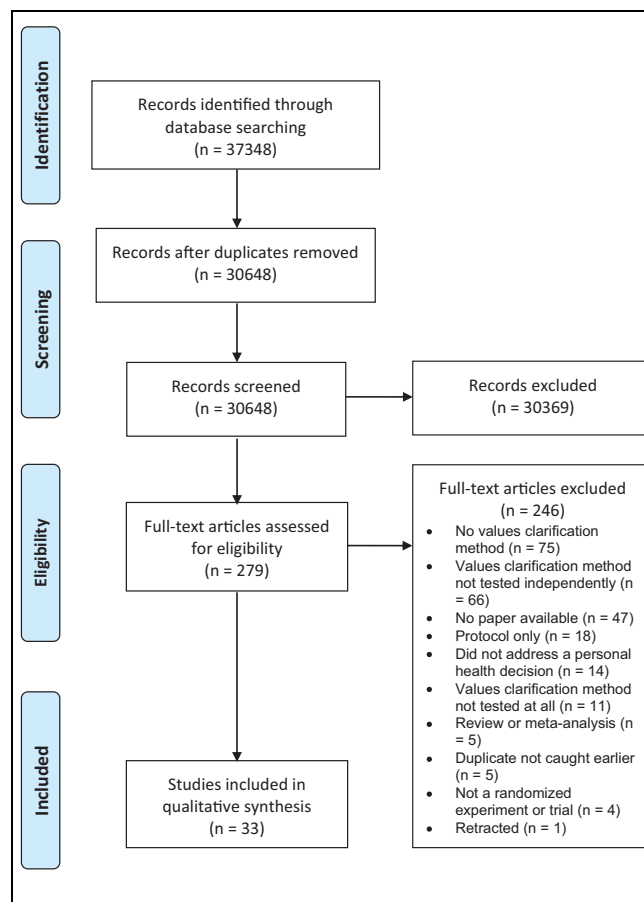 Identification
Records identified through
database searching
(n = 37348)
Screening
Records after duplicates removed
(n = 30648)
Records screened
(n = 30648)
Records excluded
(n = 30369)
Eligibility
Full-text articles assessed
for eligibility
(n = 279)
Full-text articles excluded
(n = 246)
• No values clarification
method (n = 75)
• Values clarification method
not tested independently (n
= 66)
• No paper available (n = 47)
• Protocol only (n = 18)
• Did not address a personal
health decision (n = 14)
• Values clarification method
not tested at all (n = 11)
• Review or meta-analysis (n
= 5)
• Duplicate not caught earlier
(n = 5)
• Not a randomized
experiment or trial (n = 4)
• Retracted (n = 1)
Included
Studies included in
qualitative synthesis
(n = 33)